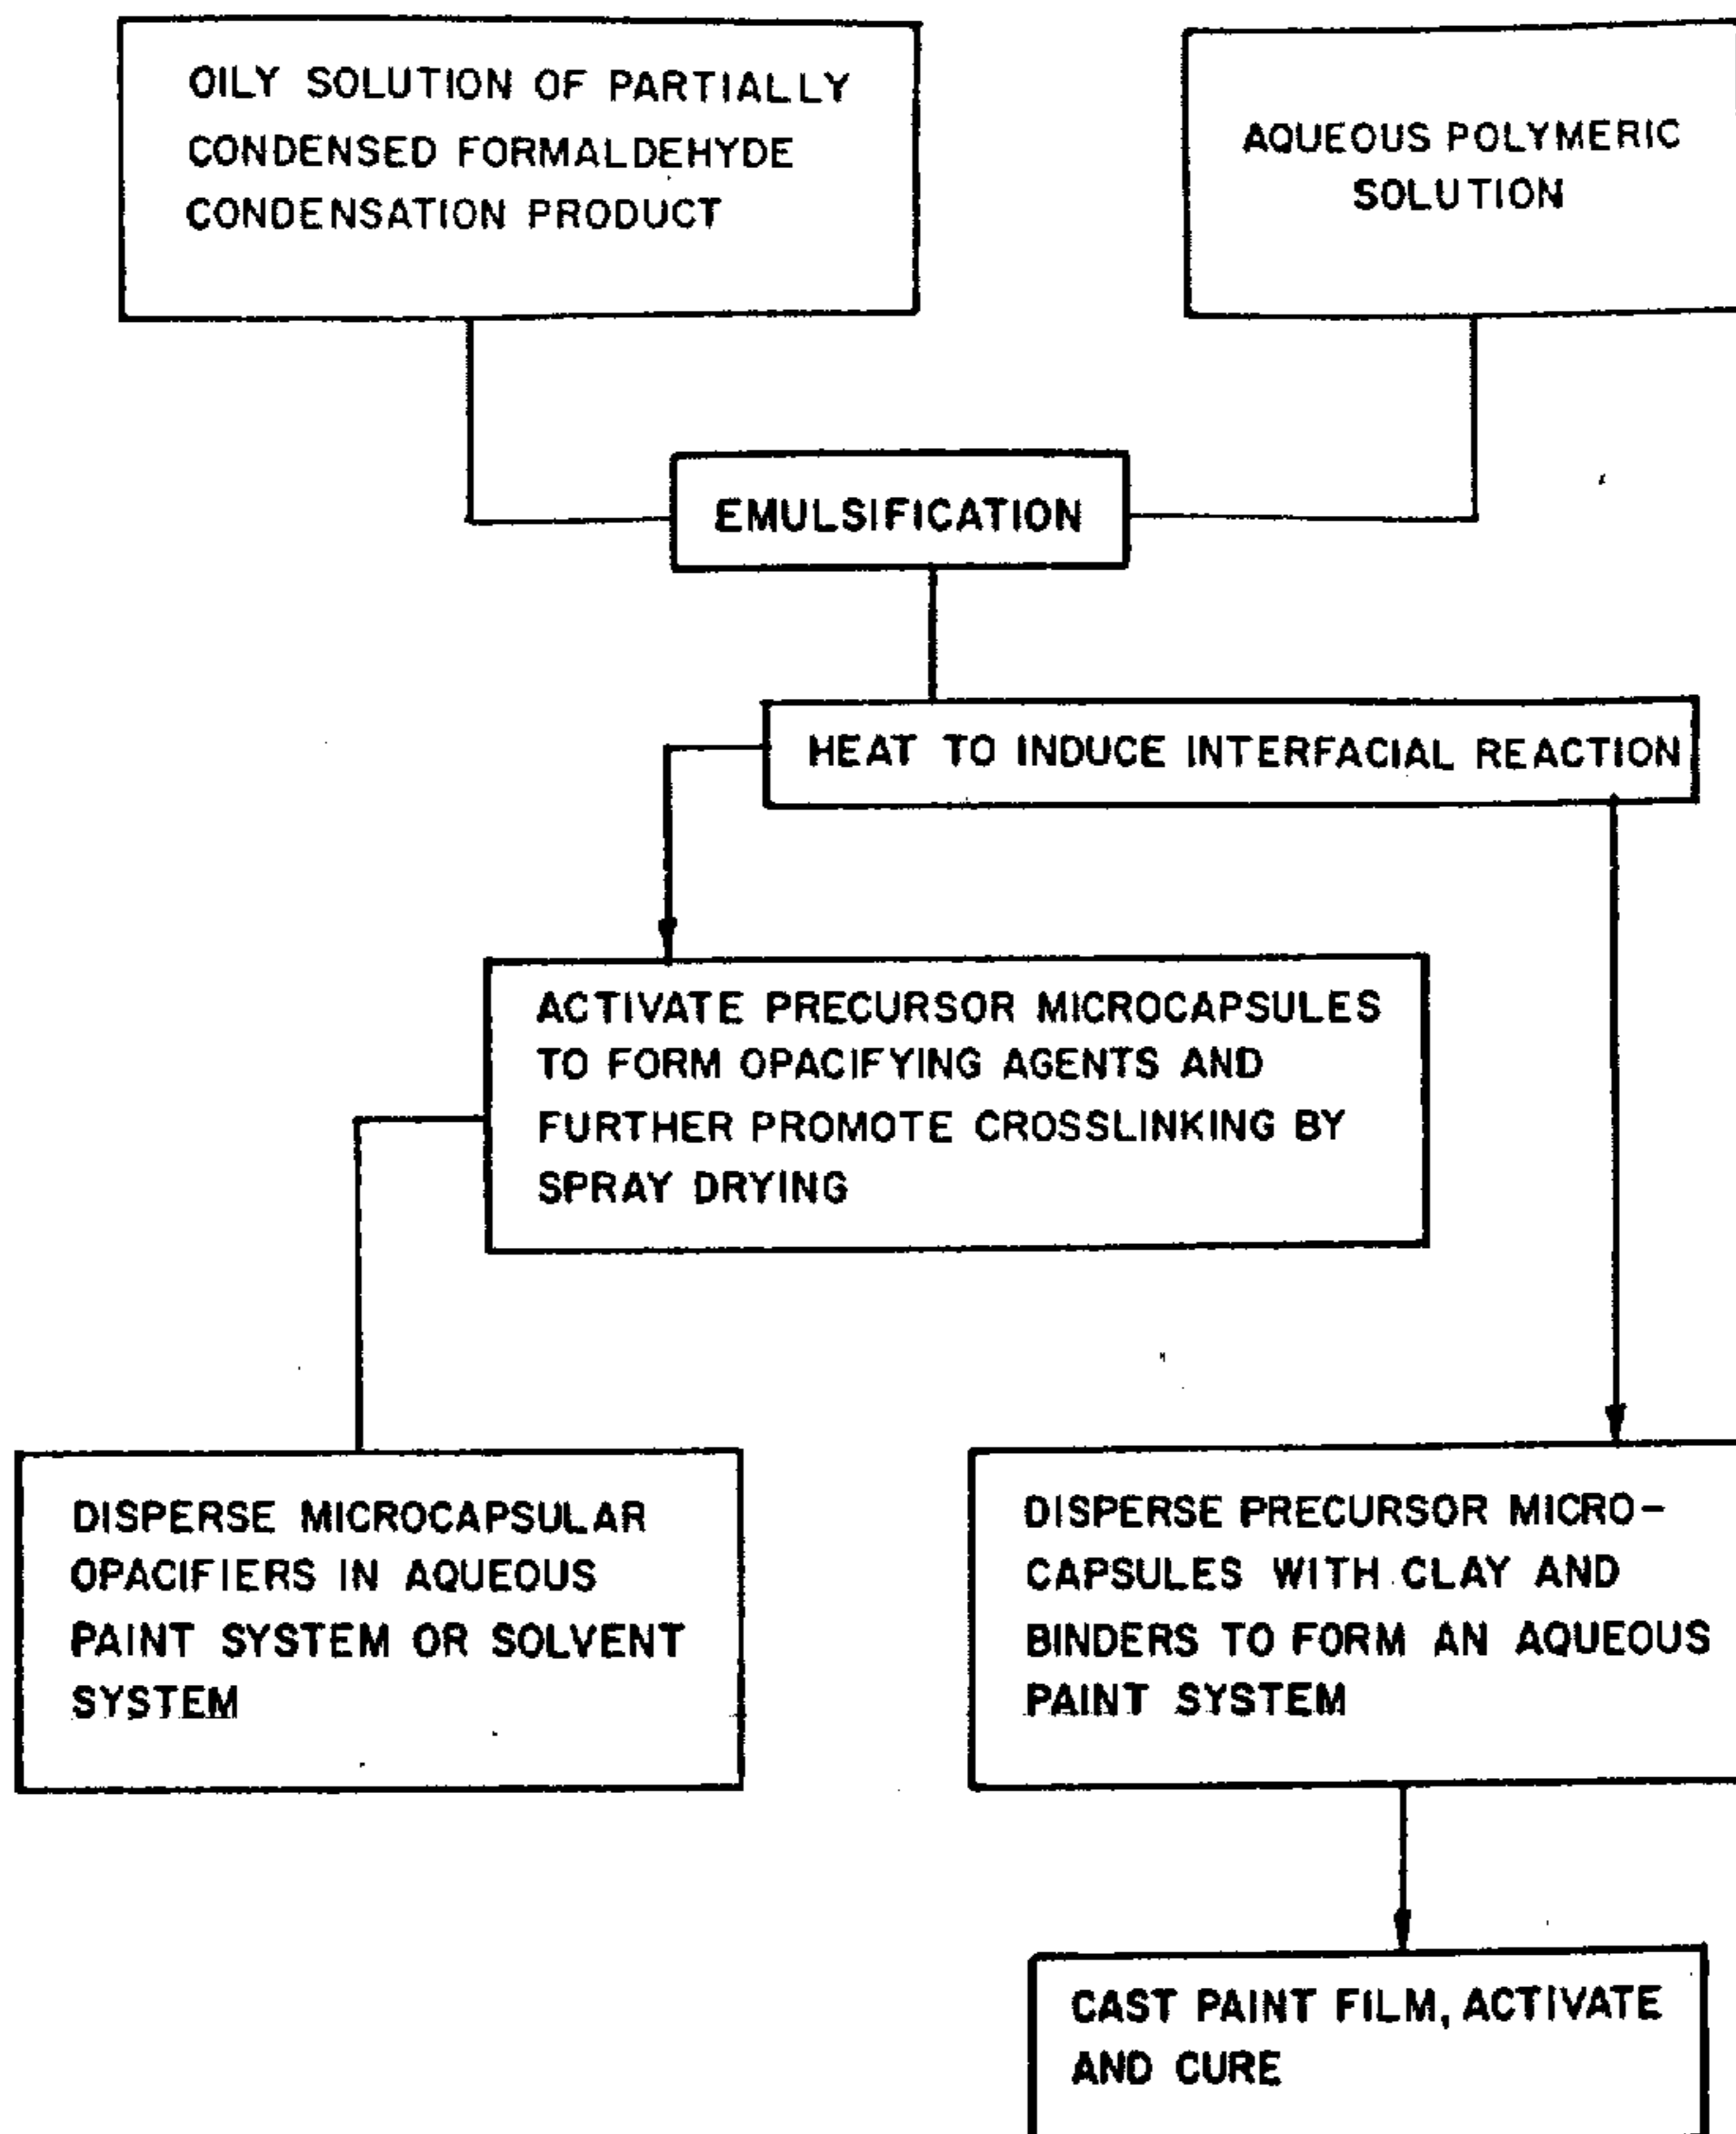 OILY SOLUTION OF PARTIALLY
CONDENSED FORMALDEHYDE
CONDENSATION PRODUCT
AQUEOUS POLYMERIC
SOLUTION
EMULSIFICATION
HEAT TO INDUCE INTERFACIAL REACTION
ACTIVATE PRECURSOR MICROCAPSULES
TO FORM OPACIFYING AGENTS AND
FURTHER PROMOTE CROSSLINKING BY
SPRAY DRYING
DISPERSE MICROCAPSULAR
OPACIFIERS IN AQUEOUS
PAINT SYSTEM OR SOLVENT
SYSTEM
DISPERSE PRECURSOR MICRO-
CAPSULES WITH CLAY AND
BINDERS TO FORM AN AQUEOUS
PAINT SYSTEM
CAST PAINT FILM, ACTIVATE
AND CURE